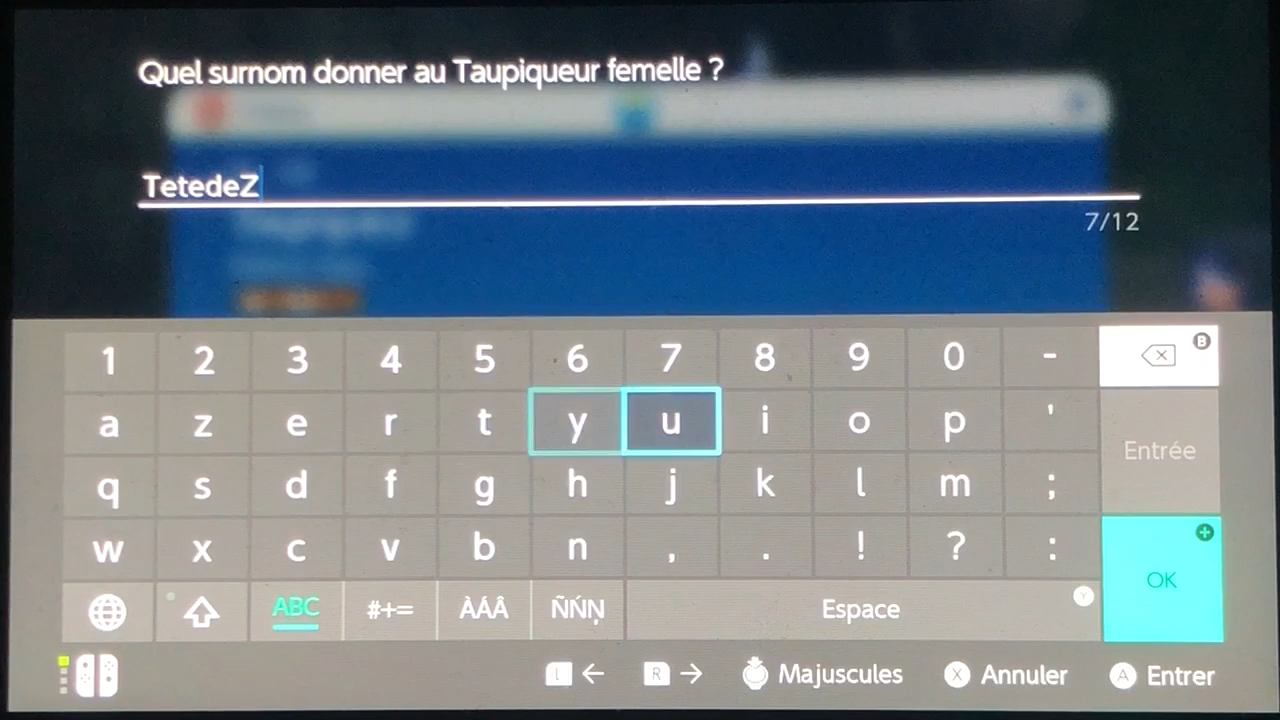 Quel surnom donner au Taupiqueur femelle ?
TetedeZ
7/12
1 2 3 4 5 6 7 8 9 0 - B
a z e r t y u i o p '
Entrée
q s d f g h j k l m ;
w x c v b n , . ! ? :
OK
ABC #+= ÀÁÂ ÑŃŅ Espace Y
L ← R → Majuscules X Annuler A Entrer